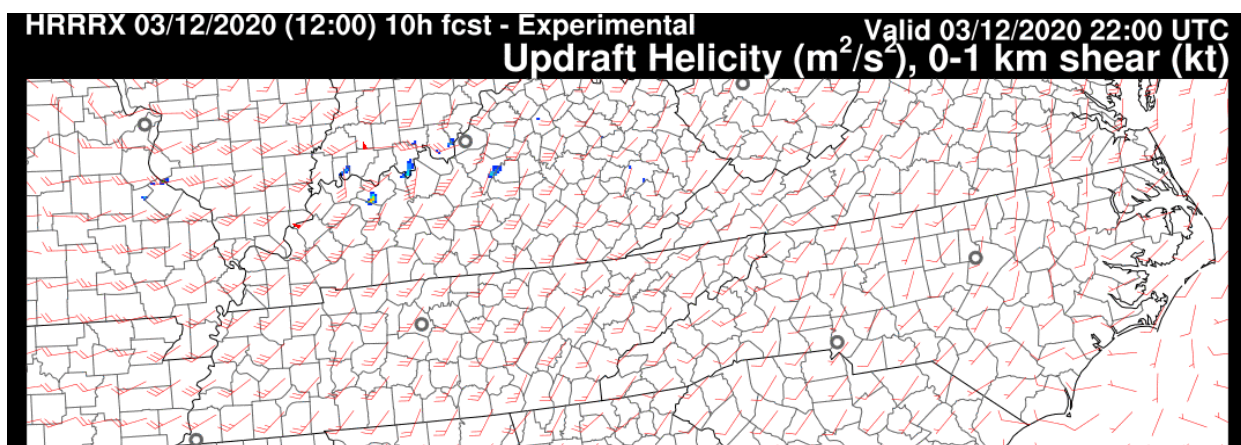 HRRRX 03/12/2020 (12:00) 10h fcst - Experimental
Valid 03/12/2020 22:00 UTC
Updraft Helicity (m²/s²), 0-1 km shear (kt)